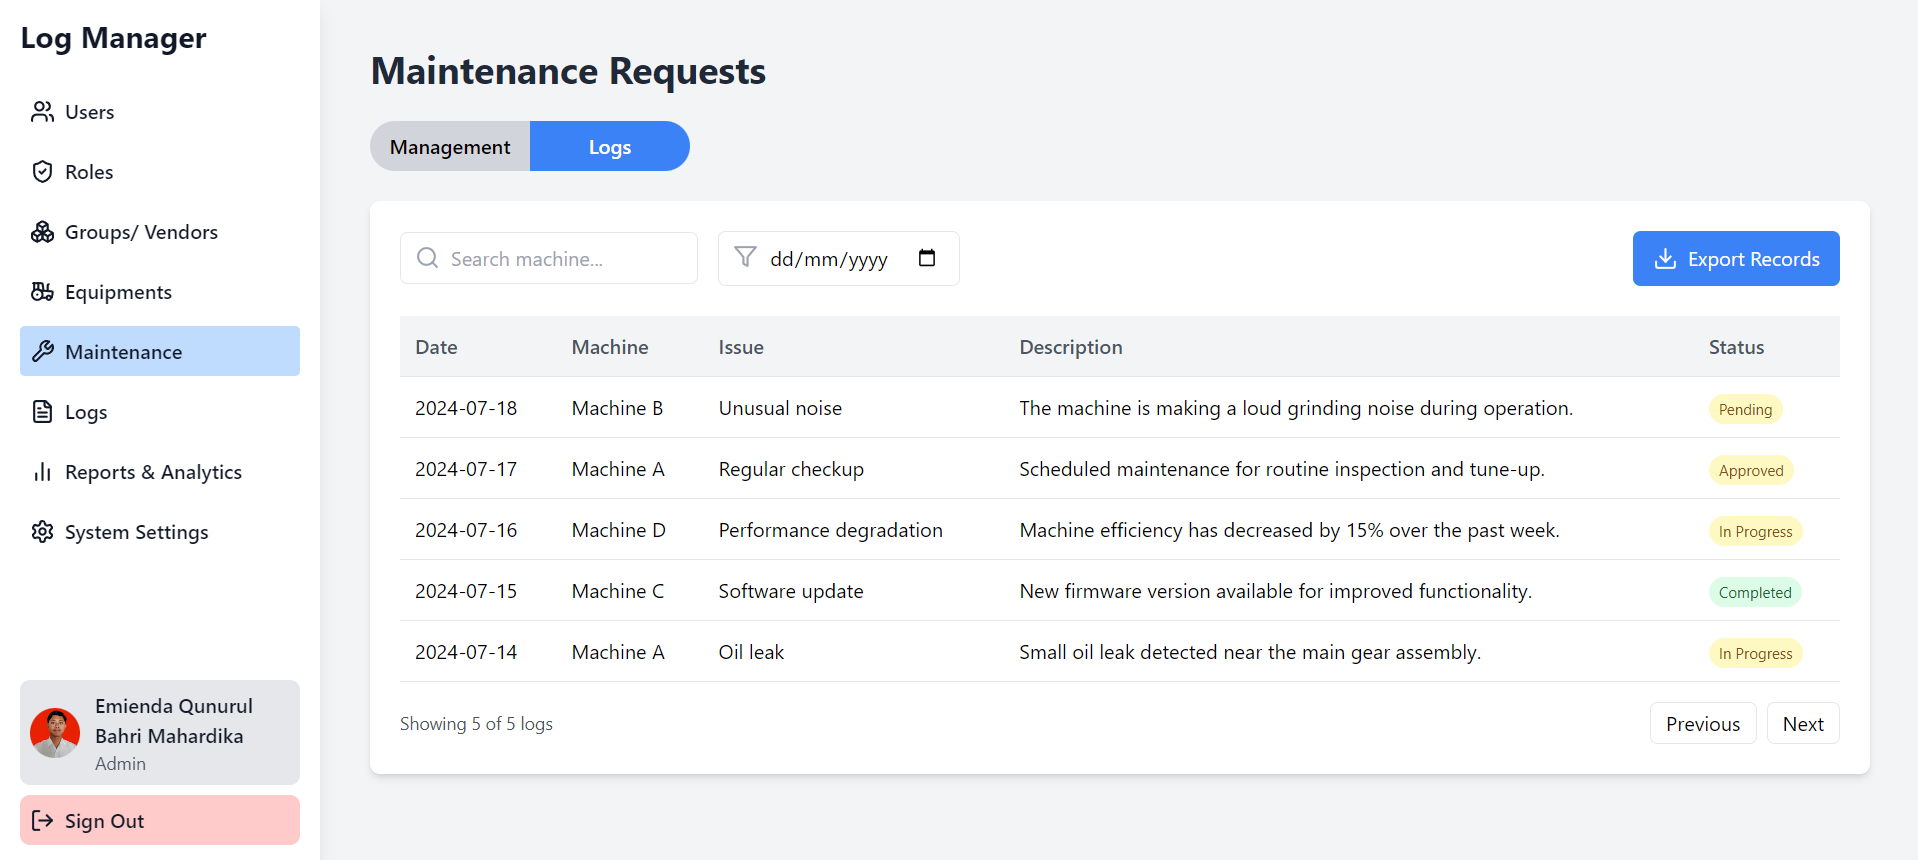 Log Manager
Users
Roles
Groups/ Vendors
Equipments
Maintenance
Logs
Reports & Analytics
System Settings
Emienda Qunurul
Bahri Mahardika
Admin
Sign Out
Maintenance Requests
Management Logs
Search machine... dd/mm/yyyy Export Records
Date Machine Issue Description Status
2024-07-18 Machine B Unusual noise The machine is making a loud grinding noise during operation. Pending
2024-07-17 Machine A Regular checkup Scheduled maintenance for routine inspection and tune-up. Approved
2024-07-16 Machine D Performance degradation Machine efficiency has decreased by 15% over the past week. In Progress
2024-07-15 Machine C Software update New firmware version available for improved functionality. Completed
2024-07-14 Machine A Oil leak Small oil leak detected near the main gear assembly. In Progress
Showing 5 of 5 logs Previous Next